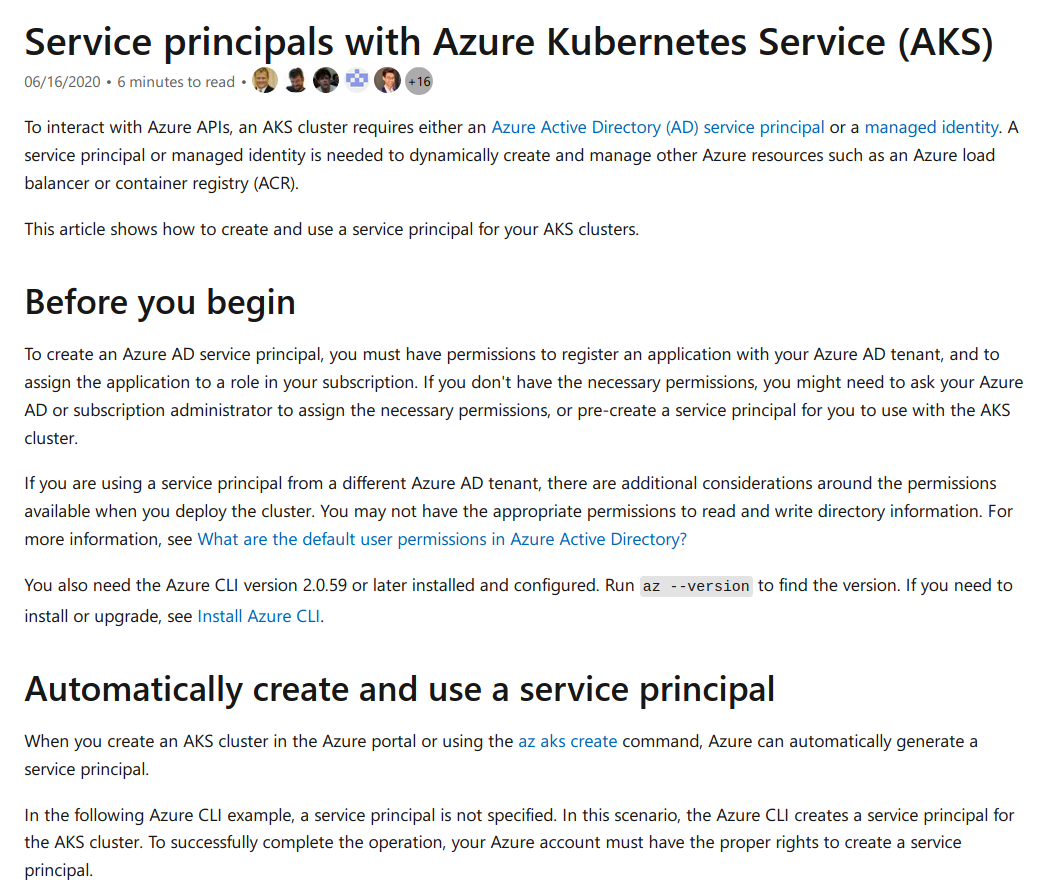 Service principals with Azure Kubernetes Service (AKS)
06/16/2020 • 6 minutes to read • +16
To interact with Azure APIs, an AKS cluster requires either an Azure Active Directory (AD) service principal or a managed identity. A
service principal or managed identity is needed to dynamically create and manage other Azure resources such as an Azure load
balancer or container registry (ACR).
This article shows how to create and use a service principal for your AKS clusters.
Before you begin
To create an Azure AD service principal, you must have permissions to register an application with your Azure AD tenant, and to
assign the application to a role in your subscription. If you don't have the necessary permissions, you might need to ask your Azure
AD or subscription administrator to assign the necessary permissions, or pre-create a service principal for you to use with the AKS
cluster.
If you are using a service principal from a different Azure AD tenant, there are additional considerations around the permissions
available when you deploy the cluster. You may not have the appropriate permissions to read and write directory information. For
more information, see What are the default user permissions in Azure Active Directory?
You also need the Azure CLI version 2.0.59 or later installed and configured. Run az --version to find the version. If you need to
install or upgrade, see Install Azure CLI.
Automatically create and use a service principal
When you create an AKS cluster in the Azure portal or using the az aks create command, Azure can automatically generate a
service principal.
In the following Azure CLI example, a service principal is not specified. In this scenario, the Azure CLI creates a service principal for
the AKS cluster. To successfully complete the operation, your Azure account must have the proper rights to create a service
principal.